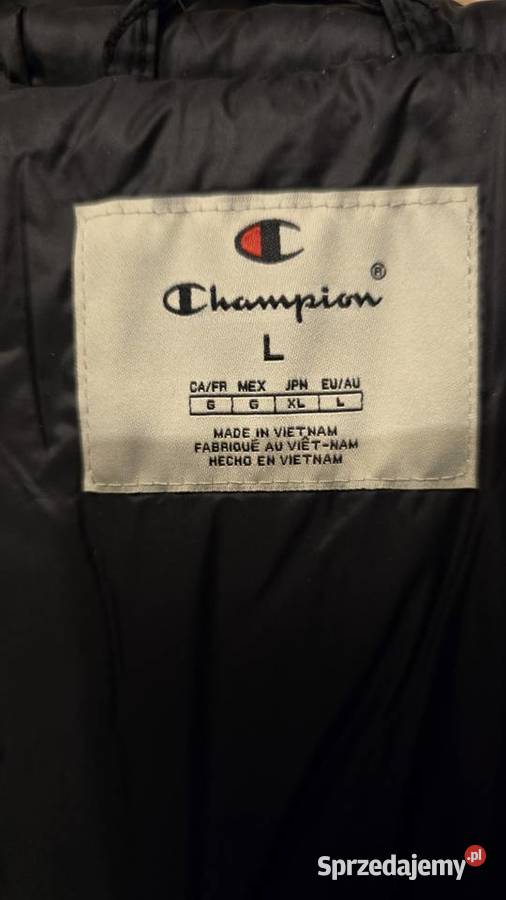 Champion®
L
CA/FR MEX JPN EU/AU
G G XL L
MADE IN VIETNAM
FABRIQUÉ AU VIÊT-NAM
HECHO EN VIETNAM
Sprzedajemy.pl